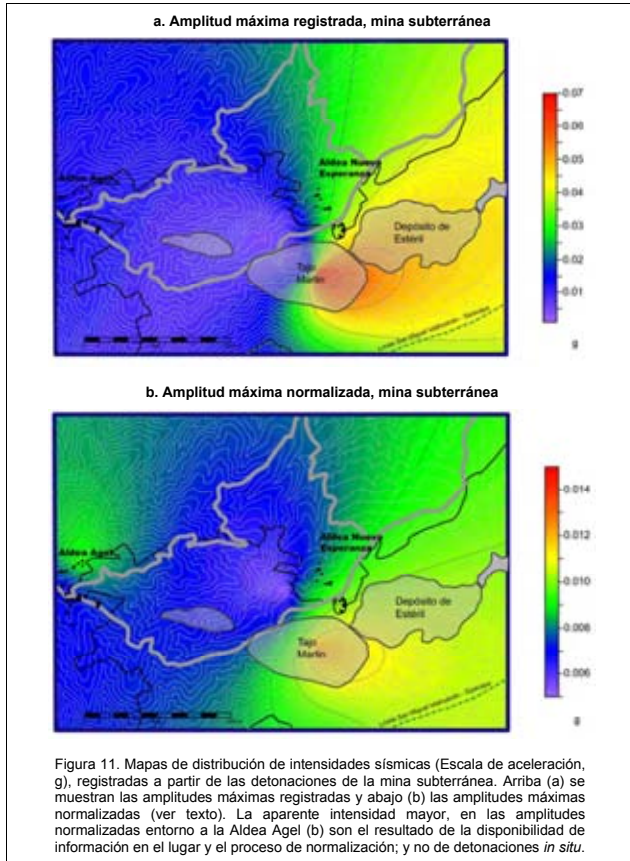 a. Amplitud máxima registrada, mina subterránea
Aldea Agel
Aldea Nueva
Esperanza
Depósito de
Estéril
Tajo
Marlin
0.07
0.06
0.05
0.04
0.03
0.02
0.01
g
b. Amplitud máxima normalizada, mina subterránea
Aldea Agel
Aldea Nueva
Esperanza
Depósito de
Estéril
Tajo
Marlin
0.014
0.012
0.010
0.008
0.006
g
Figura 11. Mapas de distribución de intensidades sísmicas (Escala de aceleración,
g), registradas a partir de las detonaciones de la mina subterránea. Arriba (a) se
muestran las amplitudes máximas registradas y abajo (b) las amplitudes máximas
normalizadas (ver texto). La aparente intensidad mayor, en las amplitudes
normalizadas entorno a la Aldea Agel (b) son el resultado de la disponibilidad de
información en el lugar y el proceso de normalización; y no de detonaciones in situ.